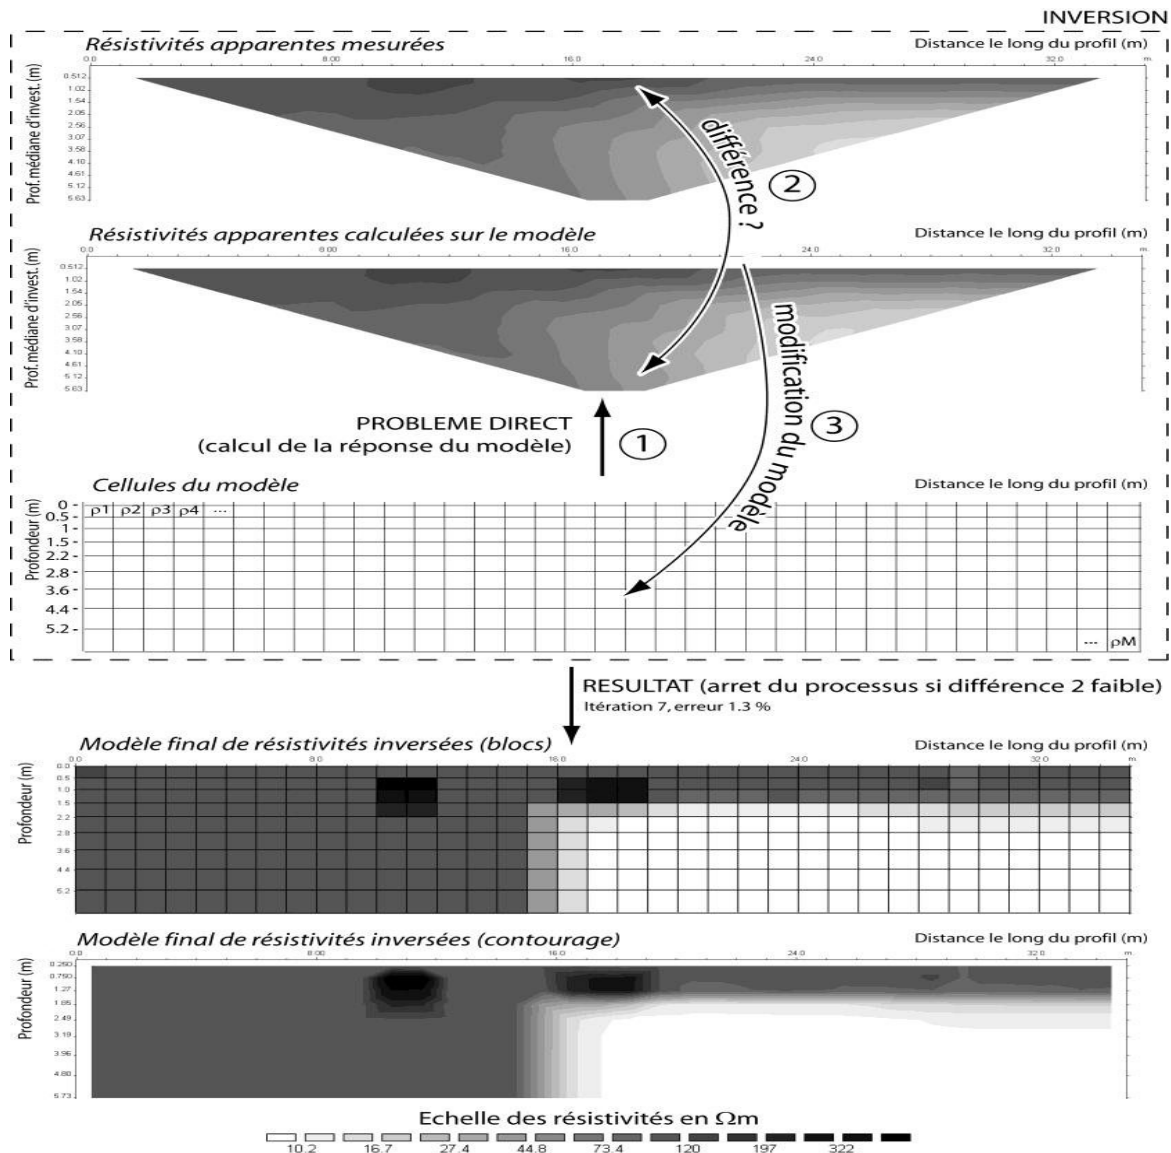 INVERSION
Résistivités apparentes mesurées
Distance le long du profil (m)
0.0 8.00 16.0 24.0 32.0 m.
Prof. médiane d'invest. (m)
0.512
1.02
1.54
2.05
2.56
3.07
3.58
4.10
4.61
5.12
5.63
différence ?
2
Résistivités apparentes calculées sur le modèle
Distance le long du profil (m)
0.0 8.00 16.0 24.0 32.0 m.
Prof. médiane d'invest. (m)
0.512
1.02
1.54
2.05
2.56
3.07
3.58
4.10
4.61
5.12
5.63
PROBLEME DIRECT
(calcul de la réponse du modèle)
1
modification du modèle
3
Cellules du modèle
Distance le long du profil (m)
Profondeur (m)
0
0.5
1
1.5
2.2
2.8
3.6
4.4
5.2
ρ1 ρ2 ρ3 ρ4 ...
... ρM
RESULTAT (arret du processus si différence 2 faible)
Itération 7, erreur 1.3 %
Modèle final de résistivités inversées (blocs)
Distance le long du profil (m)
0.0 8.0 16.0 24.0 32.0 m
Profondeur (m)
0.0
0.5
1.0
1.5
2.2
2.8
3.6
4.4
5.2
Modèle final de résistivités inversées (contourage)
Distance le long du profil (m)
0.0 8.00 16.0 24.0 32.0 m
Profondeur (m)
0.250
0.750
1.27
1.85
2.49
3.19
3.96
4.80
5.73
Echelle des résistivités en Ωm
10.2 16.7 27.4 44.8 73.4 120 197 322